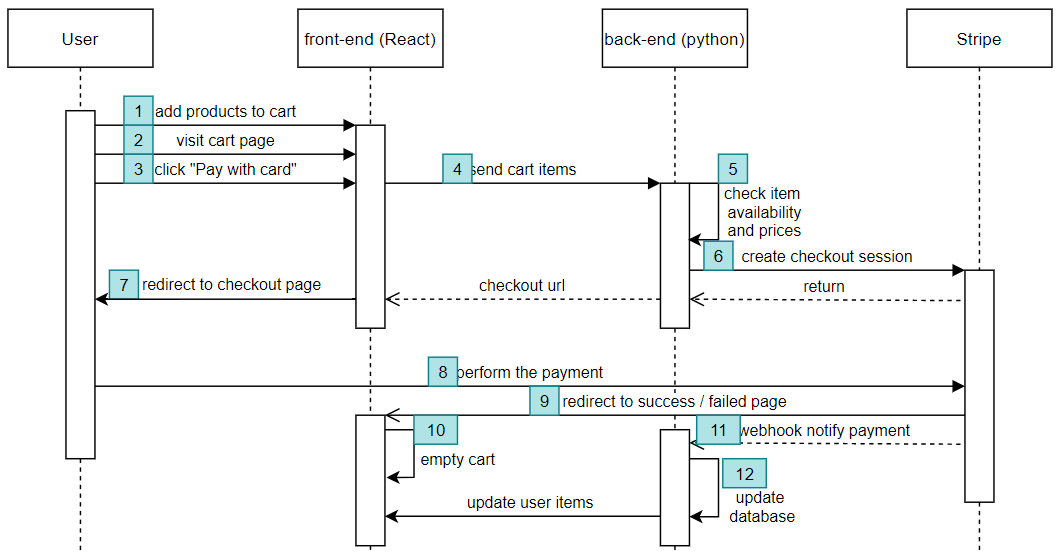 User
front-end (React)
back-end (python)
Stripe
1 add products to cart
2 visit cart page
3 click "Pay with card"
4 send cart items
5
check item
availability
and prices
6 create checkout session
7 redirect to checkout page
checkout url
return
8 perform the payment
9 redirect to success / failed page
10
empty cart
11 webhook notify payment
12
update
database
update user items